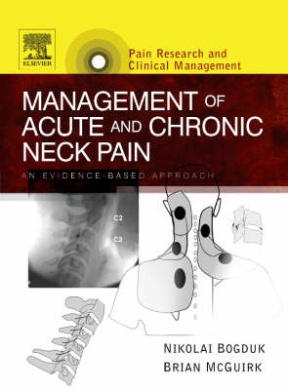 ELSEVIER
Pain Research and
Clinical Management
MANAGEMENT OF
ACUTE AND CHRONIC
NECK PAIN
AN EVIDENCE-BASED APPROACH
C2
C3
NIKOLAI BOGDUK
BRIAN MCGUIRK